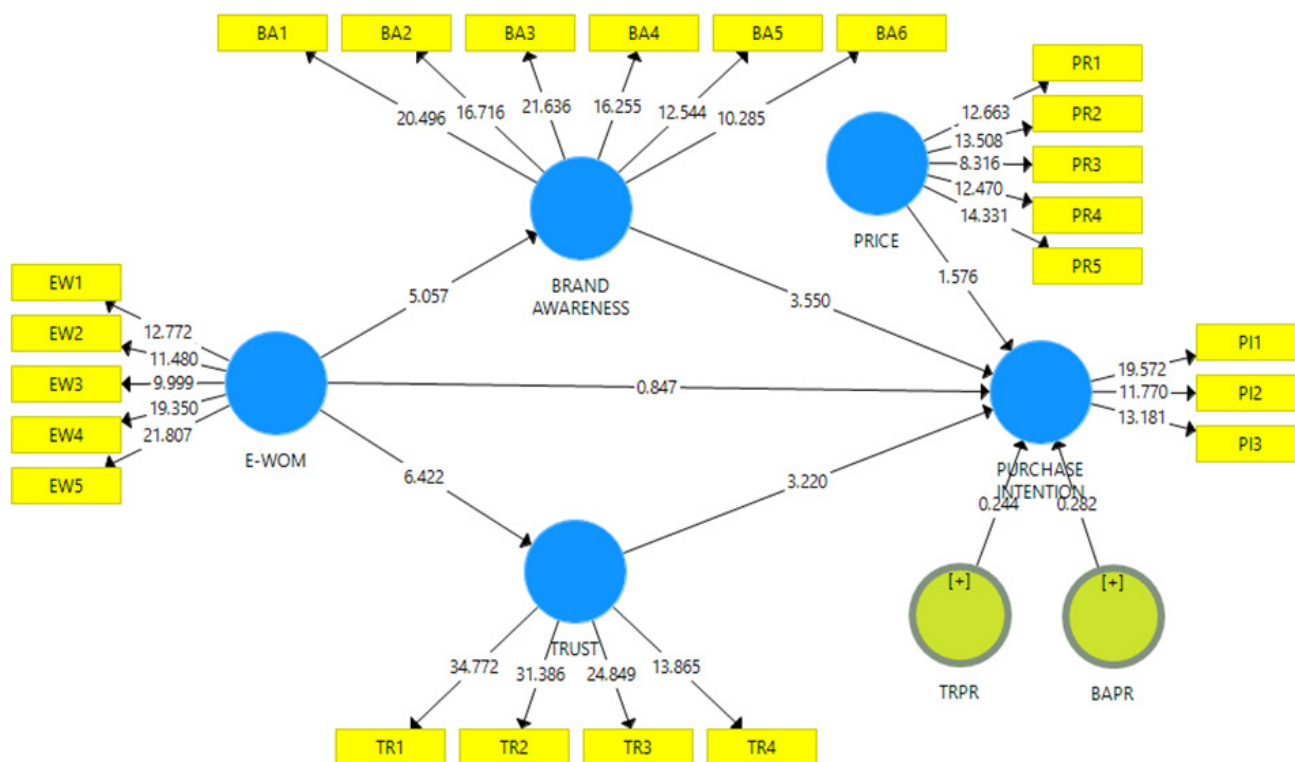 BA1 BA2 BA3 BA4 BA5 BA6
20.496 16.716 21.636 16.255 12.544 10.285
BRAND
AWARENESS
PR1
PR2
PR3
PR4
PR5
12.663
13.508
8.316
12.470
14.331
PRICE
1.576
EW1
EW2
EW3
EW4
EW5
12.772
11.480
9.999
19.350
21.807
E-WOM
5.057
3.550
0.847
6.422
3.220
PI1
PI2
PI3
19.572
11.770
13.181
PURCHASE
INTENTION
0.244 0.282
[+] [+]
TRPR BAPR
TRUST
34.772 31.386 24.849 13.865
TR1 TR2 TR3 TR4